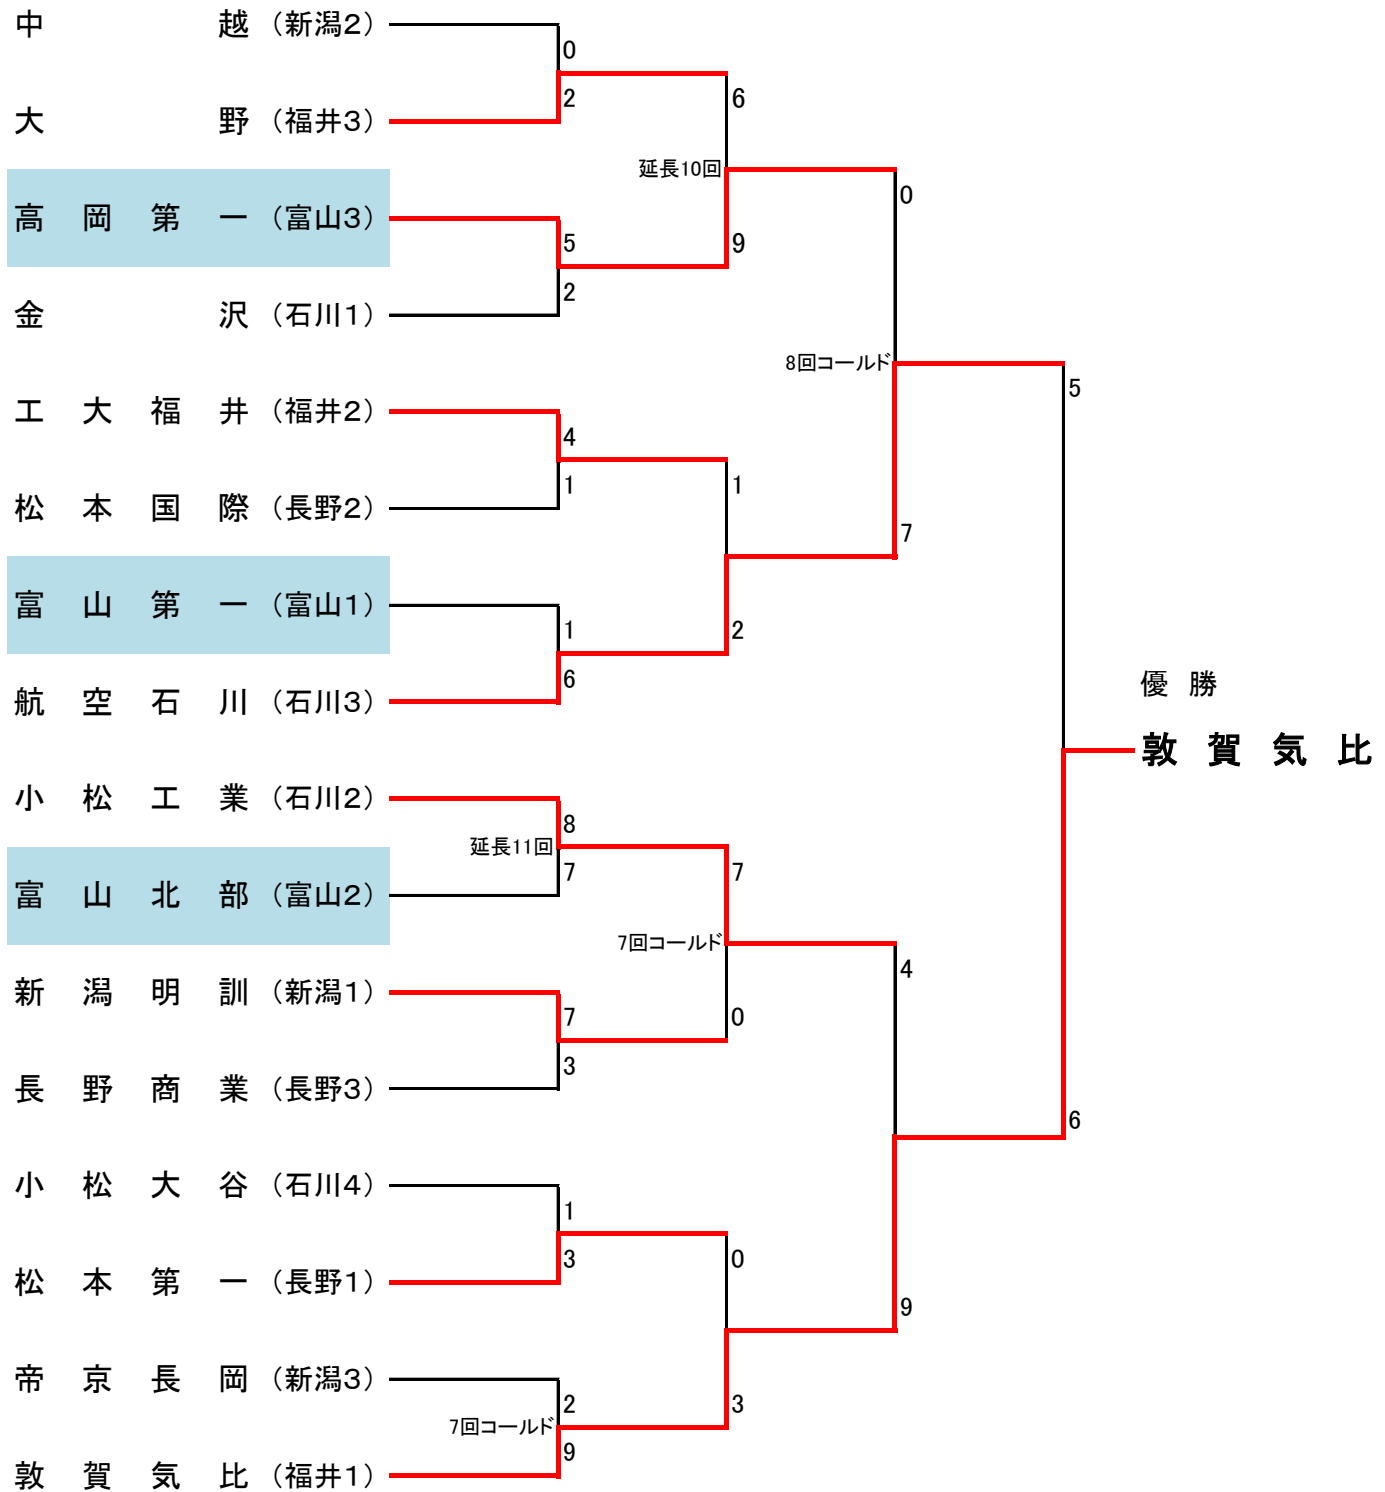 中越（新潟2）
0
2
6
大野（福井3）
延長10回
0
高岡第一（富山3）
5
9
2
金沢（石川1）
8回コールド
5
工大福井（福井2）
4
1
1
松本国際（長野2）
7
富山第一（富山1）
1
2
6
航空石川（石川3）
優勝
敦賀気比
小松工業（石川2）
8
延長11回
7
7
富山北部（富山2）
7回コールド
4
新潟明訓（新潟1）
7
0
3
長野商業（長野3）
6
小松大谷（石川4）
1
3
0
松本第一（長野1）
9
帝京長岡（新潟3）
2
3
7回コールド
9
敦賀気比（福井1）